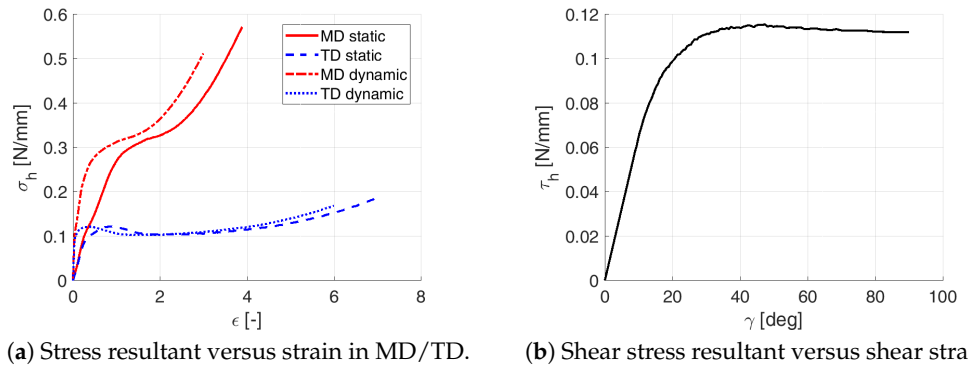 0.6
0.5
0.4
0.3
0.2
0.1
0
σh [N/mm]
0 2 4 6 8
ϵ [-]
MD static
TD static
MD dynamic
TD dynamic
(a) Stress resultant versus strain in MD/TD.
0.12
0.1
0.08
0.06
0.04
0.02
0
τh [N/mm]
0 20 40 60 80 100
γ [deg]
(b) Shear stress resultant versus shear stra